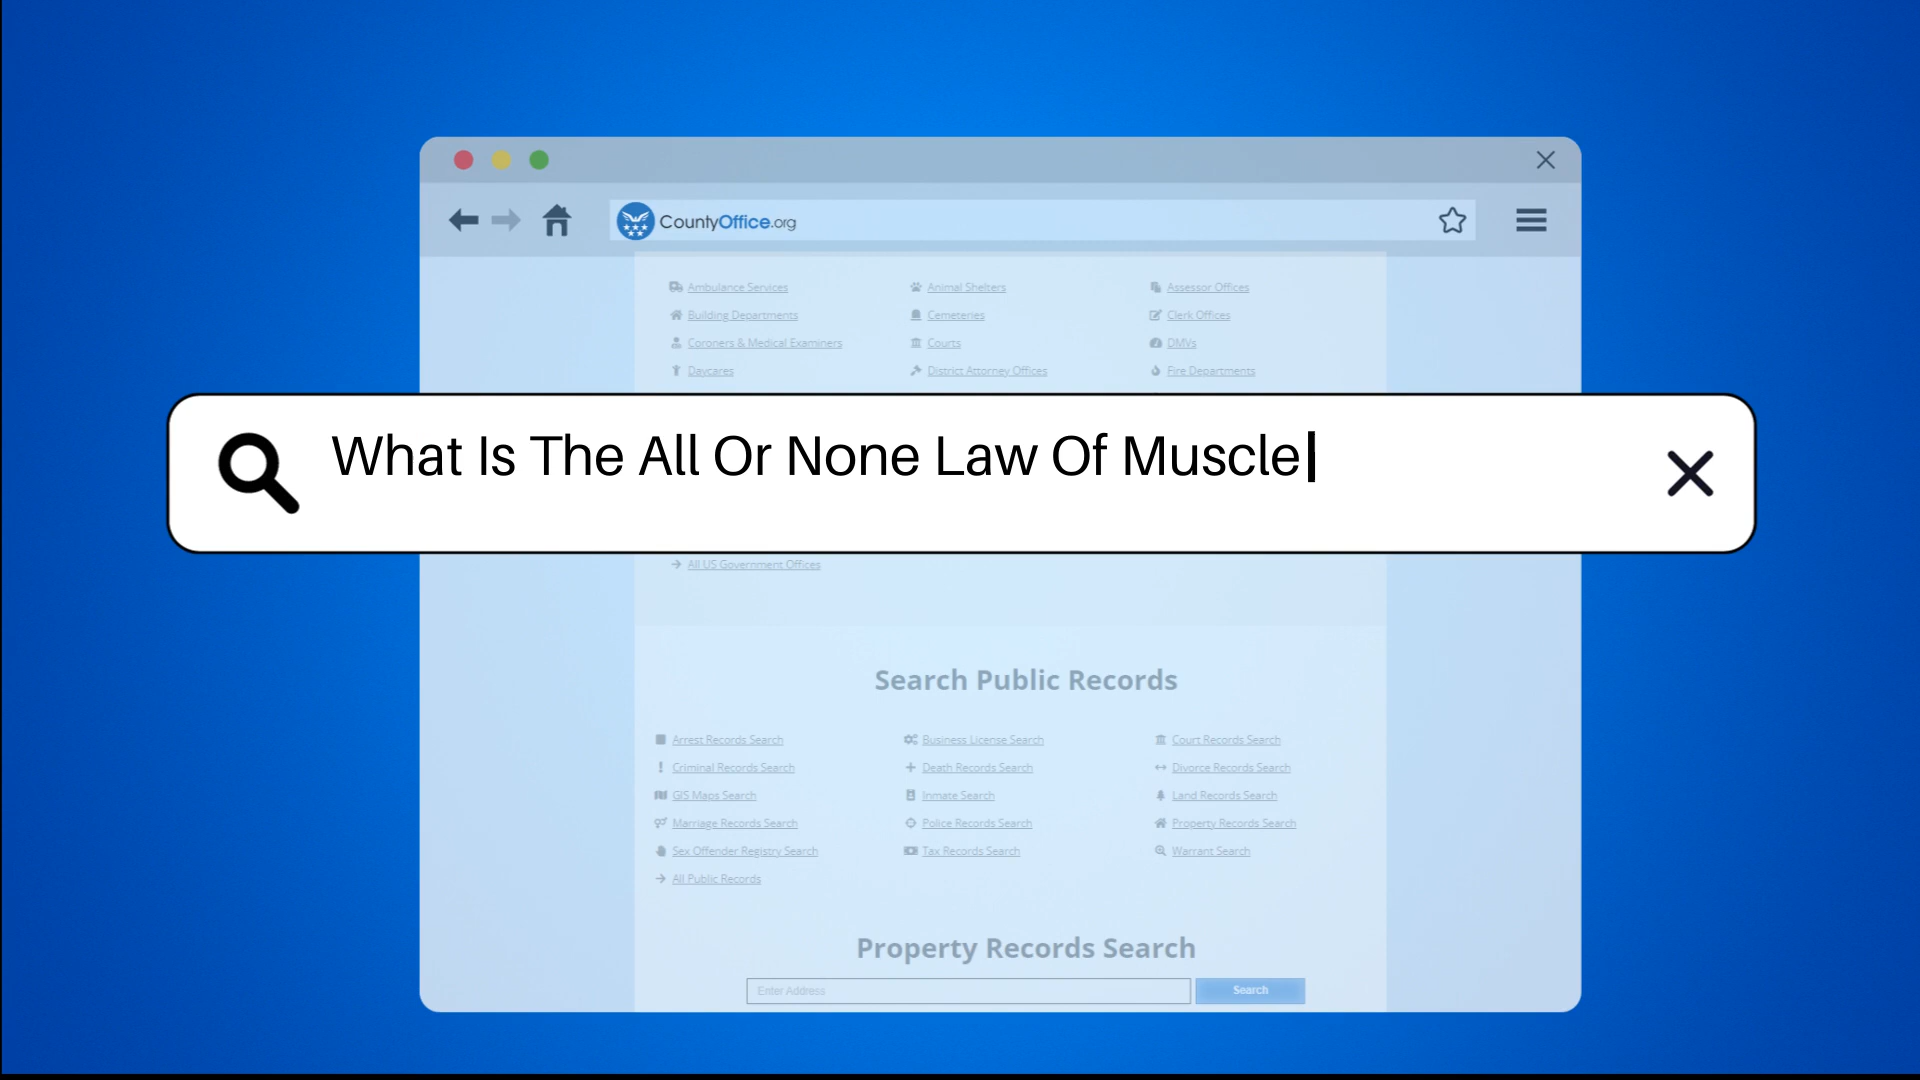 CountyOffice.org
Ambulance Services Animal Shelters Assessor Offices
Building Departments Cemeteries Clerk Offices
Coroners & Medical Examiners Courts DMVs
Daycares District Attorney Offices Fire Departments
What Is The All Or None Law Of Muscle
All US Government Offices
Search Public Records
Arrest Records Search Business License Search Court Records Search
Criminal Records Search Death Records Search Divorce Records Search
GIS Maps Search Inmate Search Land Records Search
Marriage Records Search Police Records Search Property Records Search
Sex Offender Registry Search Tax Records Search Warrant Search
All Public Records
Property Records Search
Enter Address Search